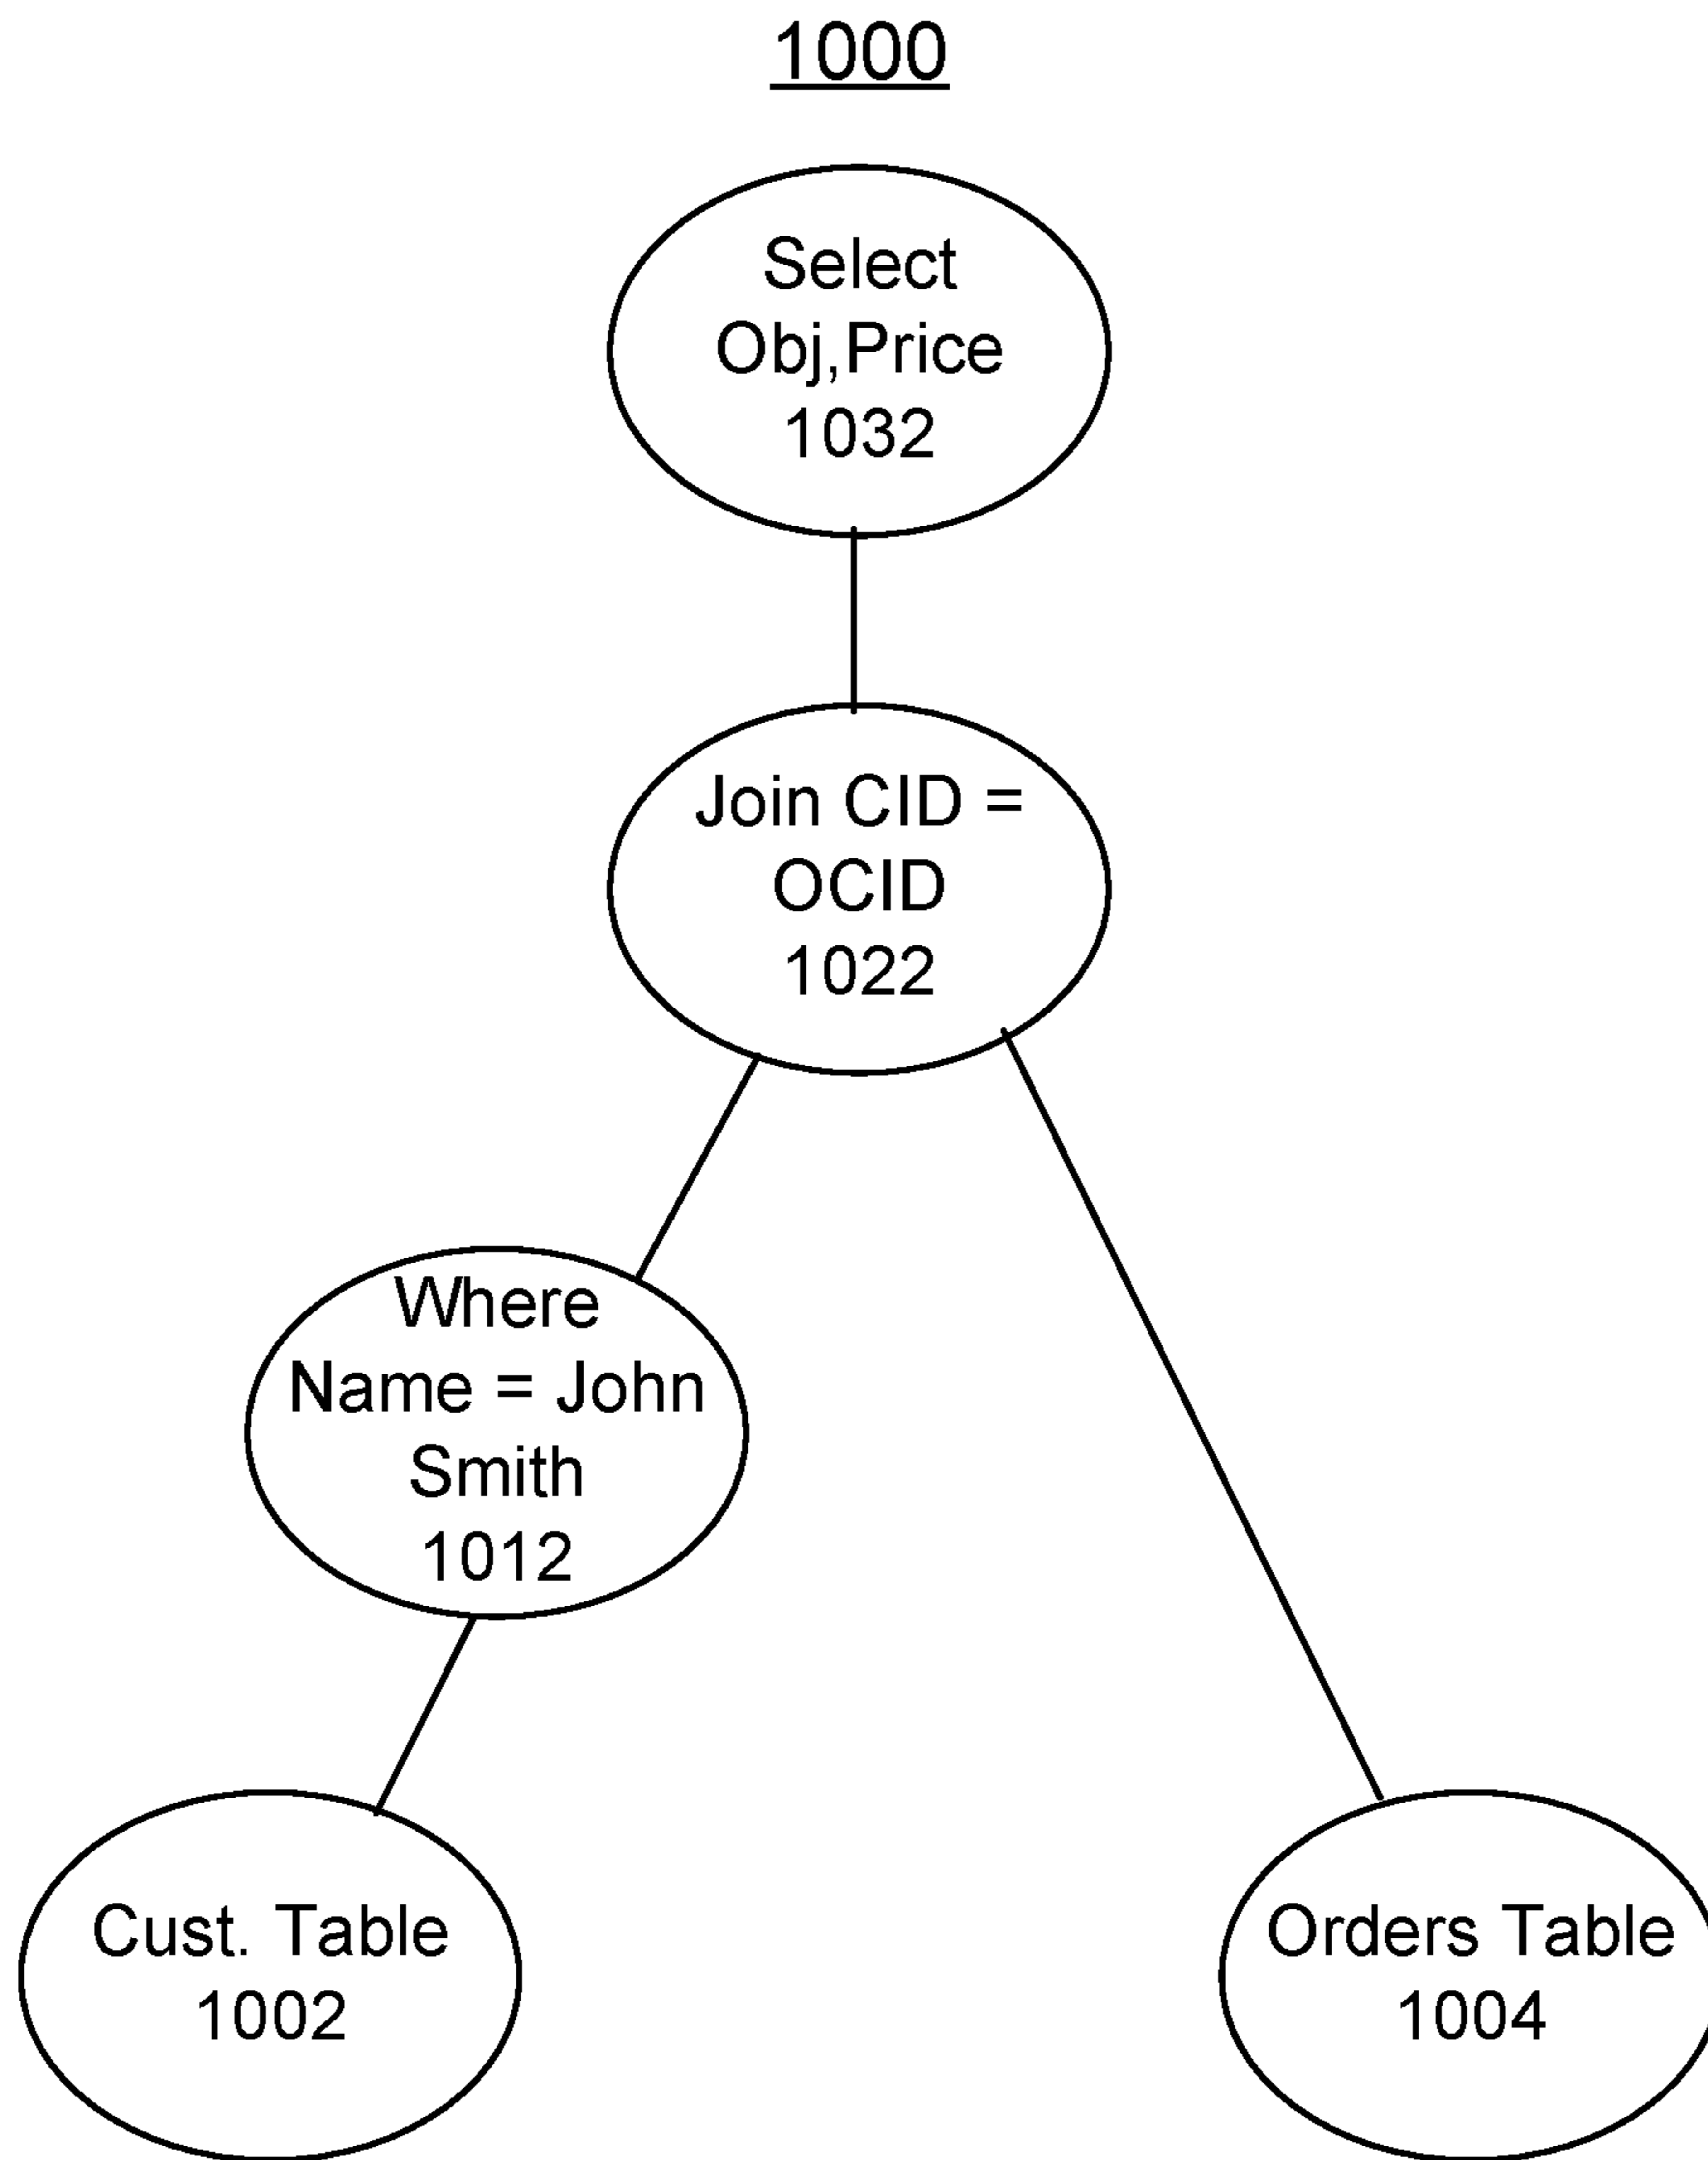 1000
Select
Obj,Price
1032
Join CID =
OCID
1022
Where
Name = John
Smith
1012
Cust. Table
1002
Orders Table
1004